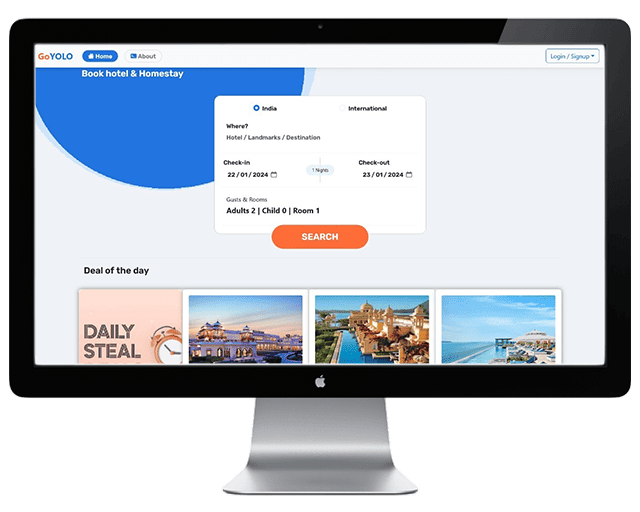 GoYOLO
Home
About
Login / Signup
Book hotel & Homestay
India
International
Where?
Hotel / Landmarks / Destination
Check-in
Check-out
22/01/2024
1 Nights
23/01/2024
Gusts & Rooms
Adults 2 | Child 0 | Room 1
SEARCH
Deal of the day
DAILY
STEAL